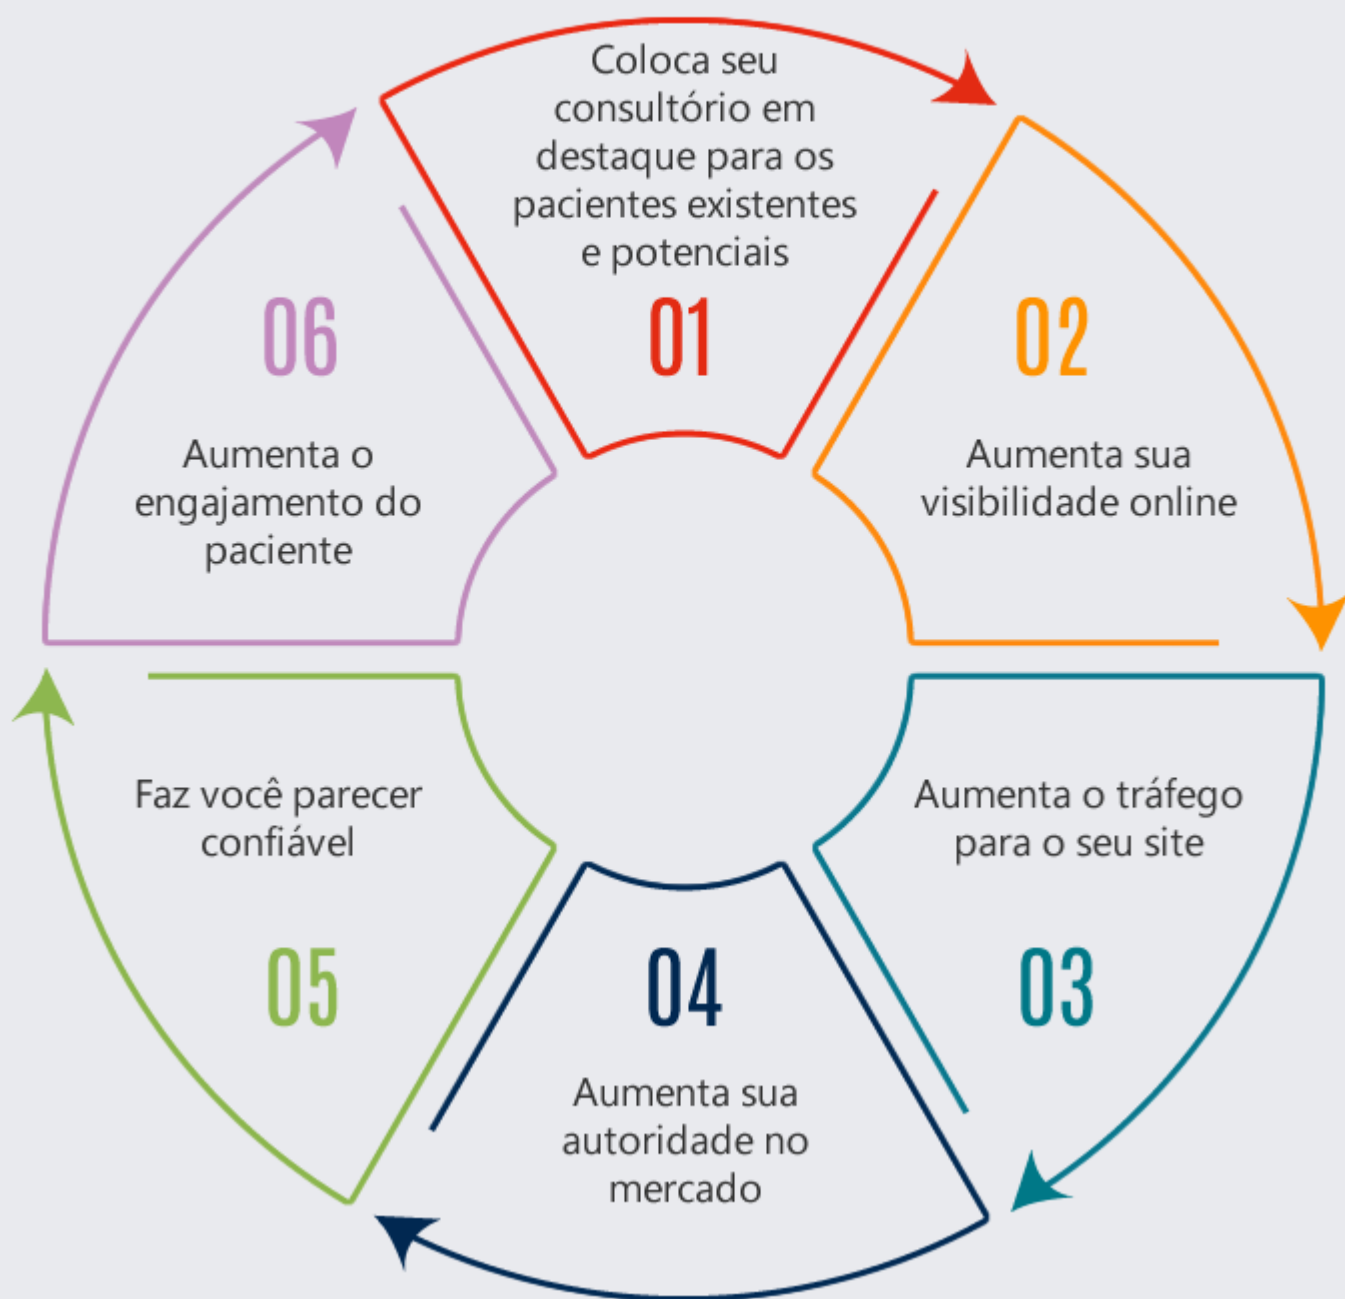 Coloca seu
consultório em
destaque para os
pacientes existentes
e potenciais
01
02
Aumenta sua
visibilidade online
Aumenta o tráfego
para o seu site
03
04
Aumenta sua
autoridade no
mercado
Faz você parecer
confiável
05
06
Aumenta o
engajamento do
paciente